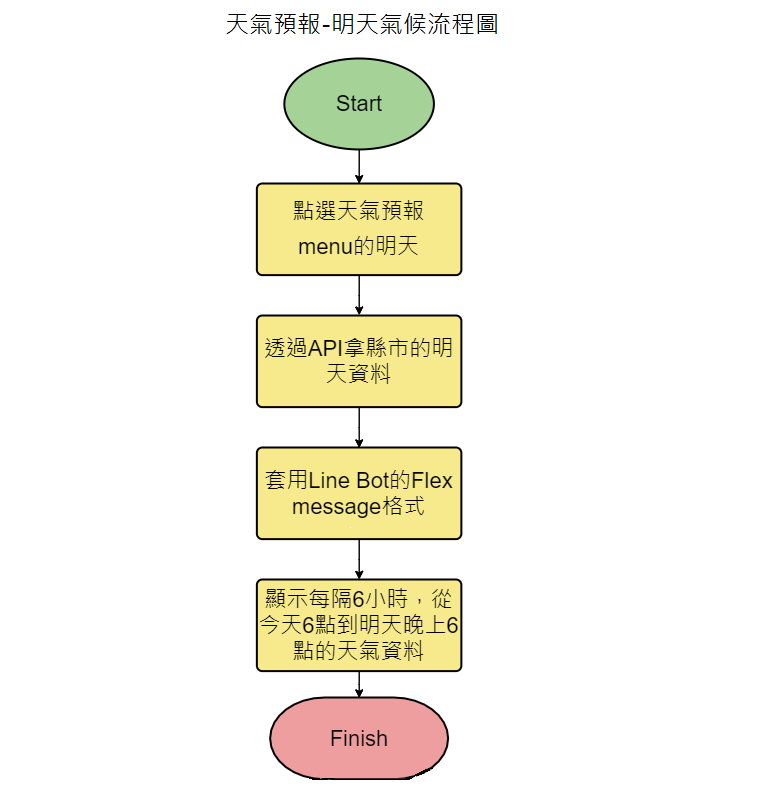 天氣預報-明天氣候流程圖
Start
點選天氣預報
menu的明天
透過API拿縣市的明
天資料
套用Line Bot的Flex
message格式
顯示每隔6小時，從
今天6點到明天晚上6
點的天氣資料
Finish